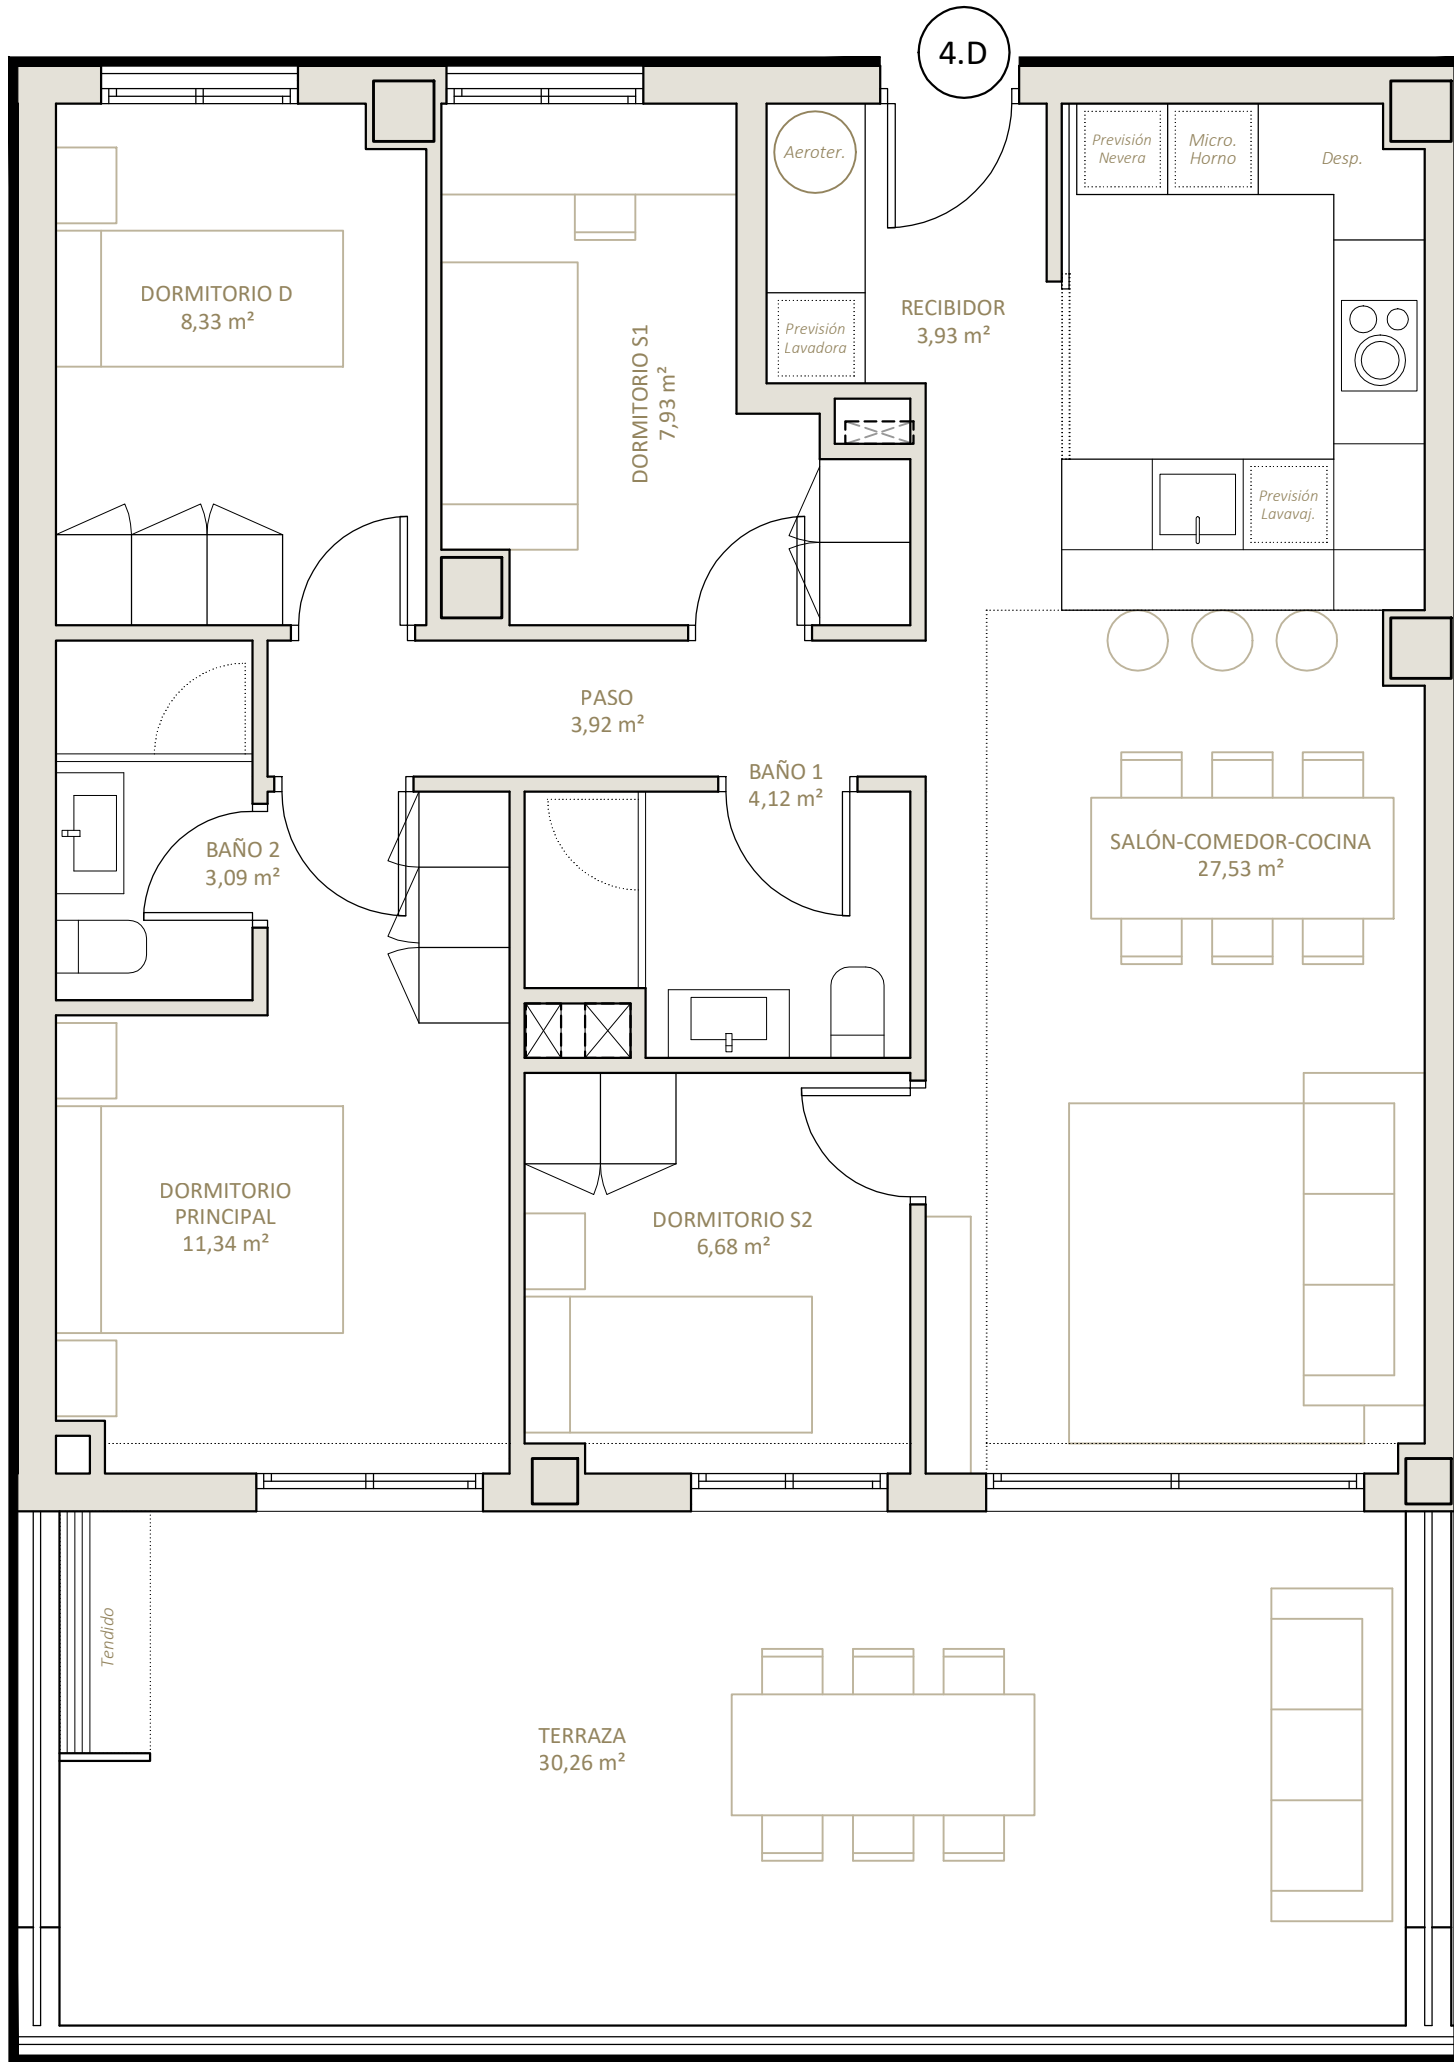 4.D
Aeroter.
Previsión
Nevera
Micro.
Horno
Desp.
DORMITORIO D
8,33 m²
DORMITORIO S1
7,93 m²
Previsión
Lavadora
RECIBIDOR
3,93 m²
Previsión
Lavavaj.
PASO
3,92 m²
BAÑO 1
4,12 m²
BAÑO 2
3,09 m²
SALÓN-COMEDOR-COCINA
27,53 m²
DORMITORIO
PRINCIPAL
11,34 m²
DORMITORIO S2
6,68 m²
Tendido
TERRAZA
30,26 m²